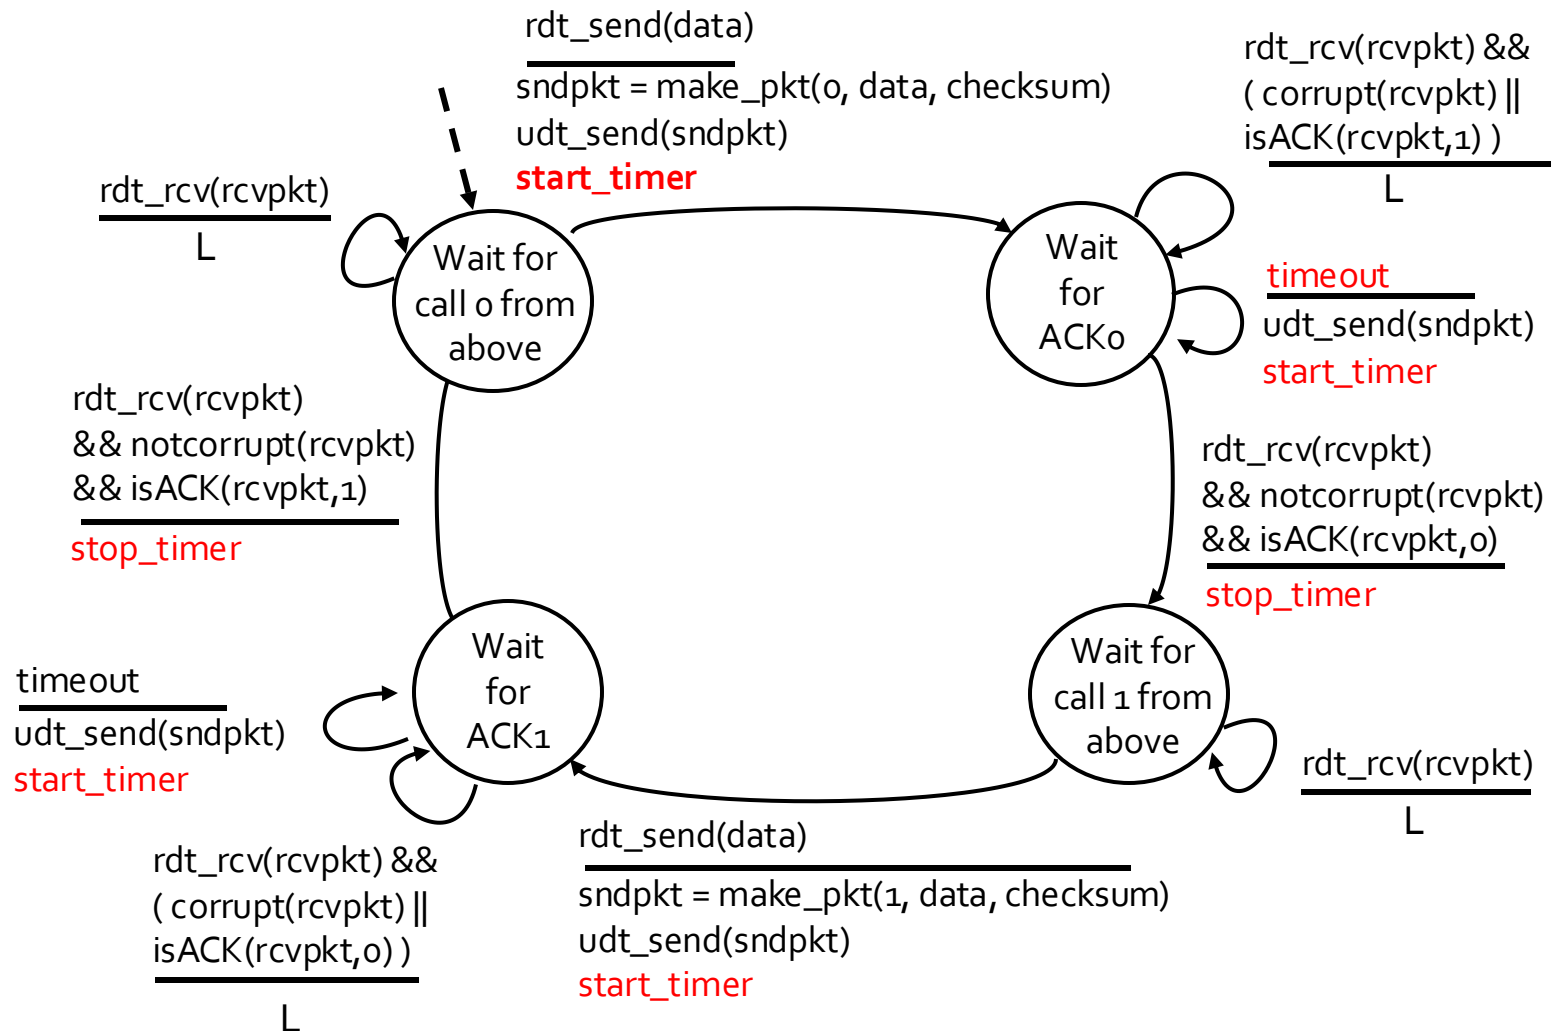 rdt_send(data)
sndpkt = make_pkt(0, data, checksum)
udt_send(sndpkt)
start_timer
rdt_rcv(rcvpkt) &&
( corrupt(rcvpkt) ||
isACK(rcvpkt,1) )
L
rdt_rcv(rcvpkt)
L
Wait for
call 0 from
above
Wait
for
ACK0
timeout
udt_send(sndpkt)
start_timer
rdt_rcv(rcvpkt)
&& notcorrupt(rcvpkt)
&& isACK(rcvpkt,1)
stop_timer
rdt_rcv(rcvpkt)
&& notcorrupt(rcvpkt)
&& isACK(rcvpkt,0)
stop_timer
Wait
for
ACK1
Wait for
call 1 from
above
timeout
udt_send(sndpkt)
start_timer
rdt_rcv(rcvpkt)
L
rdt_rcv(rcvpkt) &&
( corrupt(rcvpkt) ||
isACK(rcvpkt,0) )
L
rdt_send(data)
sndpkt = make_pkt(1, data, checksum)
udt_send(sndpkt)
start_timer